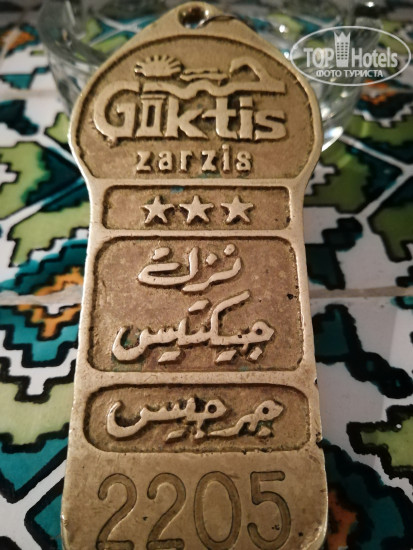 TOP Hotels
ФОТО ТУРИСТА
Giktis
zarzis
★★★
نزل
جيكتيس
جرجيس
2205